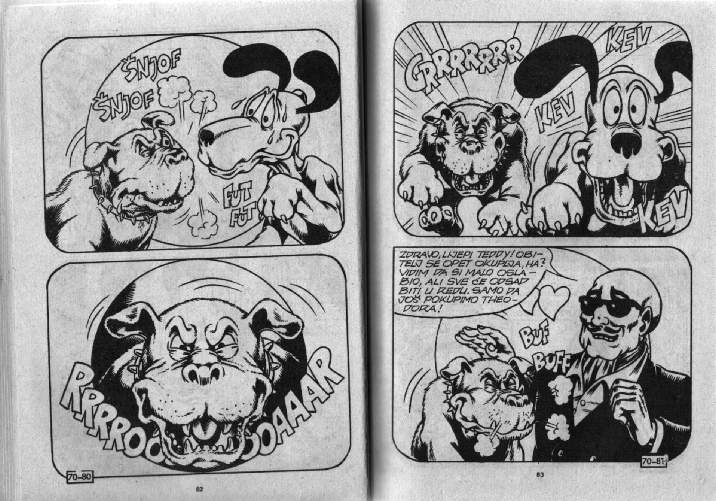 ŠNJOF
ŠNJOF
FUT
FUT
RRRROO OOAAAAR
70-80
82
GRRRRRRR
KEV
KEV
KEV
ZDRAVO, LIJEPI TEDDY! OBI-
TELJ SE OPET OKUPLJA, HA?
VIDIM DA SI MALO OSLA-
BIO, ALI SVE ĆE ODSAD
BITI U REDU. SAMO DA
JOŠ POKUPIMO THEO-
DORA!
BUF
BUFF
70-81
83